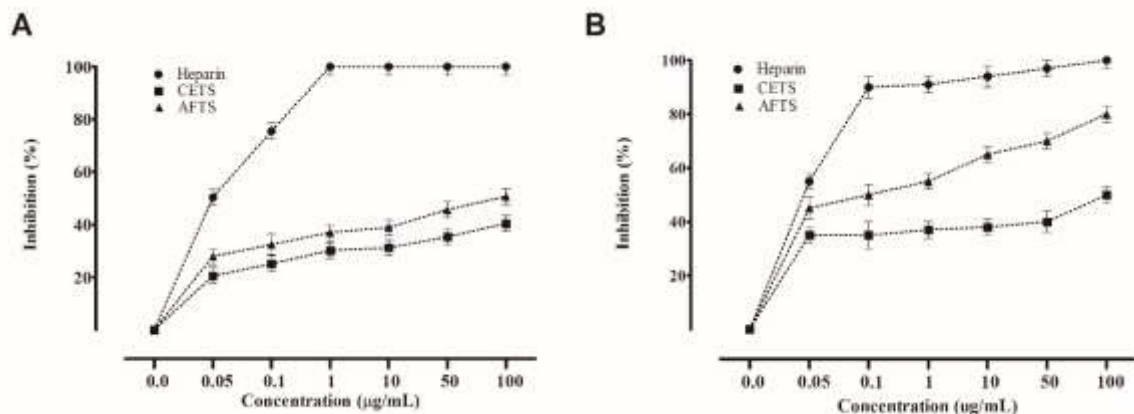 A
Heparin
CETS
AFTS
100
80
60
40
20
Inhibition (%)
0.0 0.05 0.1 1 10 50 100
Concentration (µg/mL)
B
Heparin
CETS
AFTS
100
80
60
40
20
Inhibition (%)
0.0 0.05 0.1 1 10 50 100
Concentration (ug/mL)